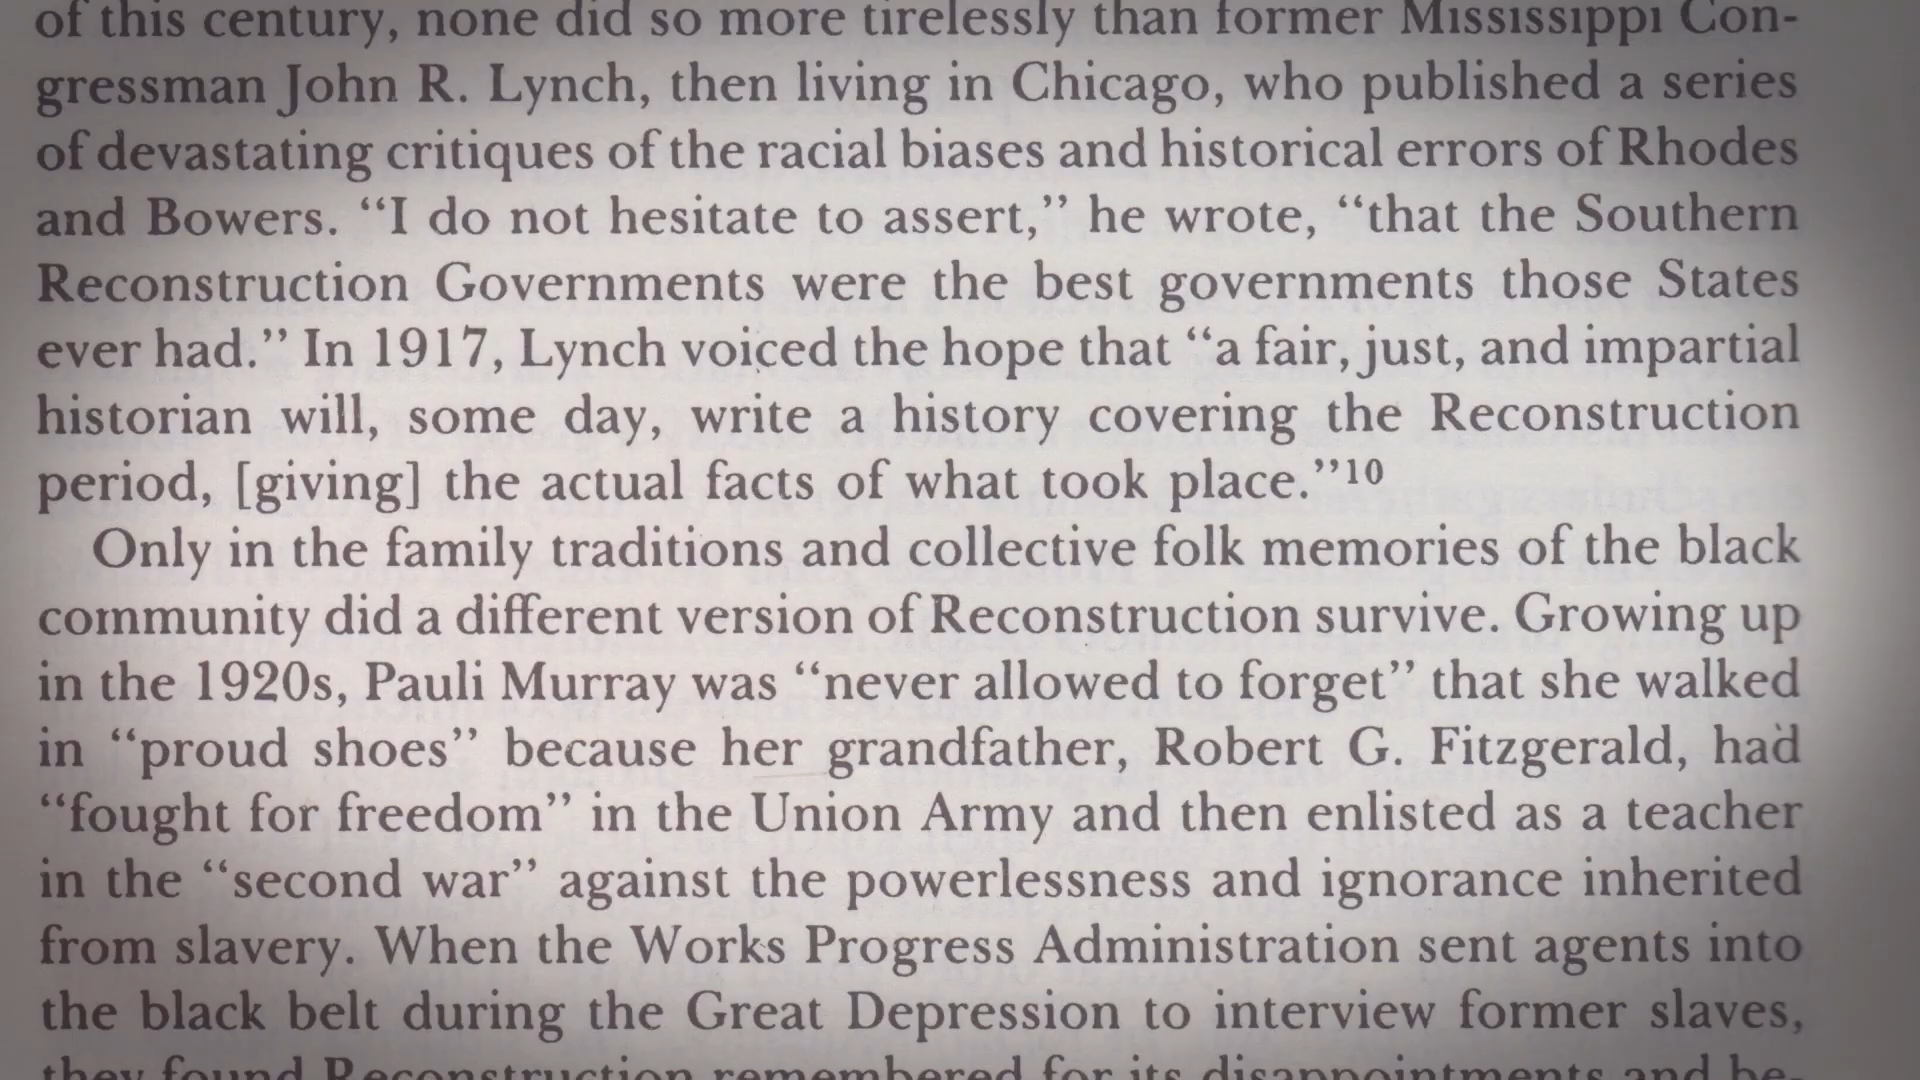 of this century, none did so more tirelessly than former Mississippi Con-
gressman John R. Lynch, then living in Chicago, who published a series
of devastating critiques of the racial biases and historical errors of Rhodes
and Bowers. “I do not hesitate to assert,” he wrote, “that the Southern
Reconstruction Governments were the best governments those States
ever had.” In 1917, Lynch voiced the hope that “a fair, just, and impartial
historian will, some day, write a history covering the Reconstruction
period, [giving] the actual facts of what took place.”10
Only in the family traditions and collective folk memories of the black
community did a different version of Reconstruction survive. Growing up
in the 1920s, Pauli Murray was “never allowed to forget” that she walked
in “proud shoes” because her grandfather, Robert G. Fitzgerald, had
“fought for freedom” in the Union Army and then enlisted as a teacher
in the “second war” against the powerlessness and ignorance inherited
from slavery. When the Works Progress Administration sent agents into
the black belt during the Great Depression to interview former slaves,
they found Reconstruction remembered for its disappointments and be-